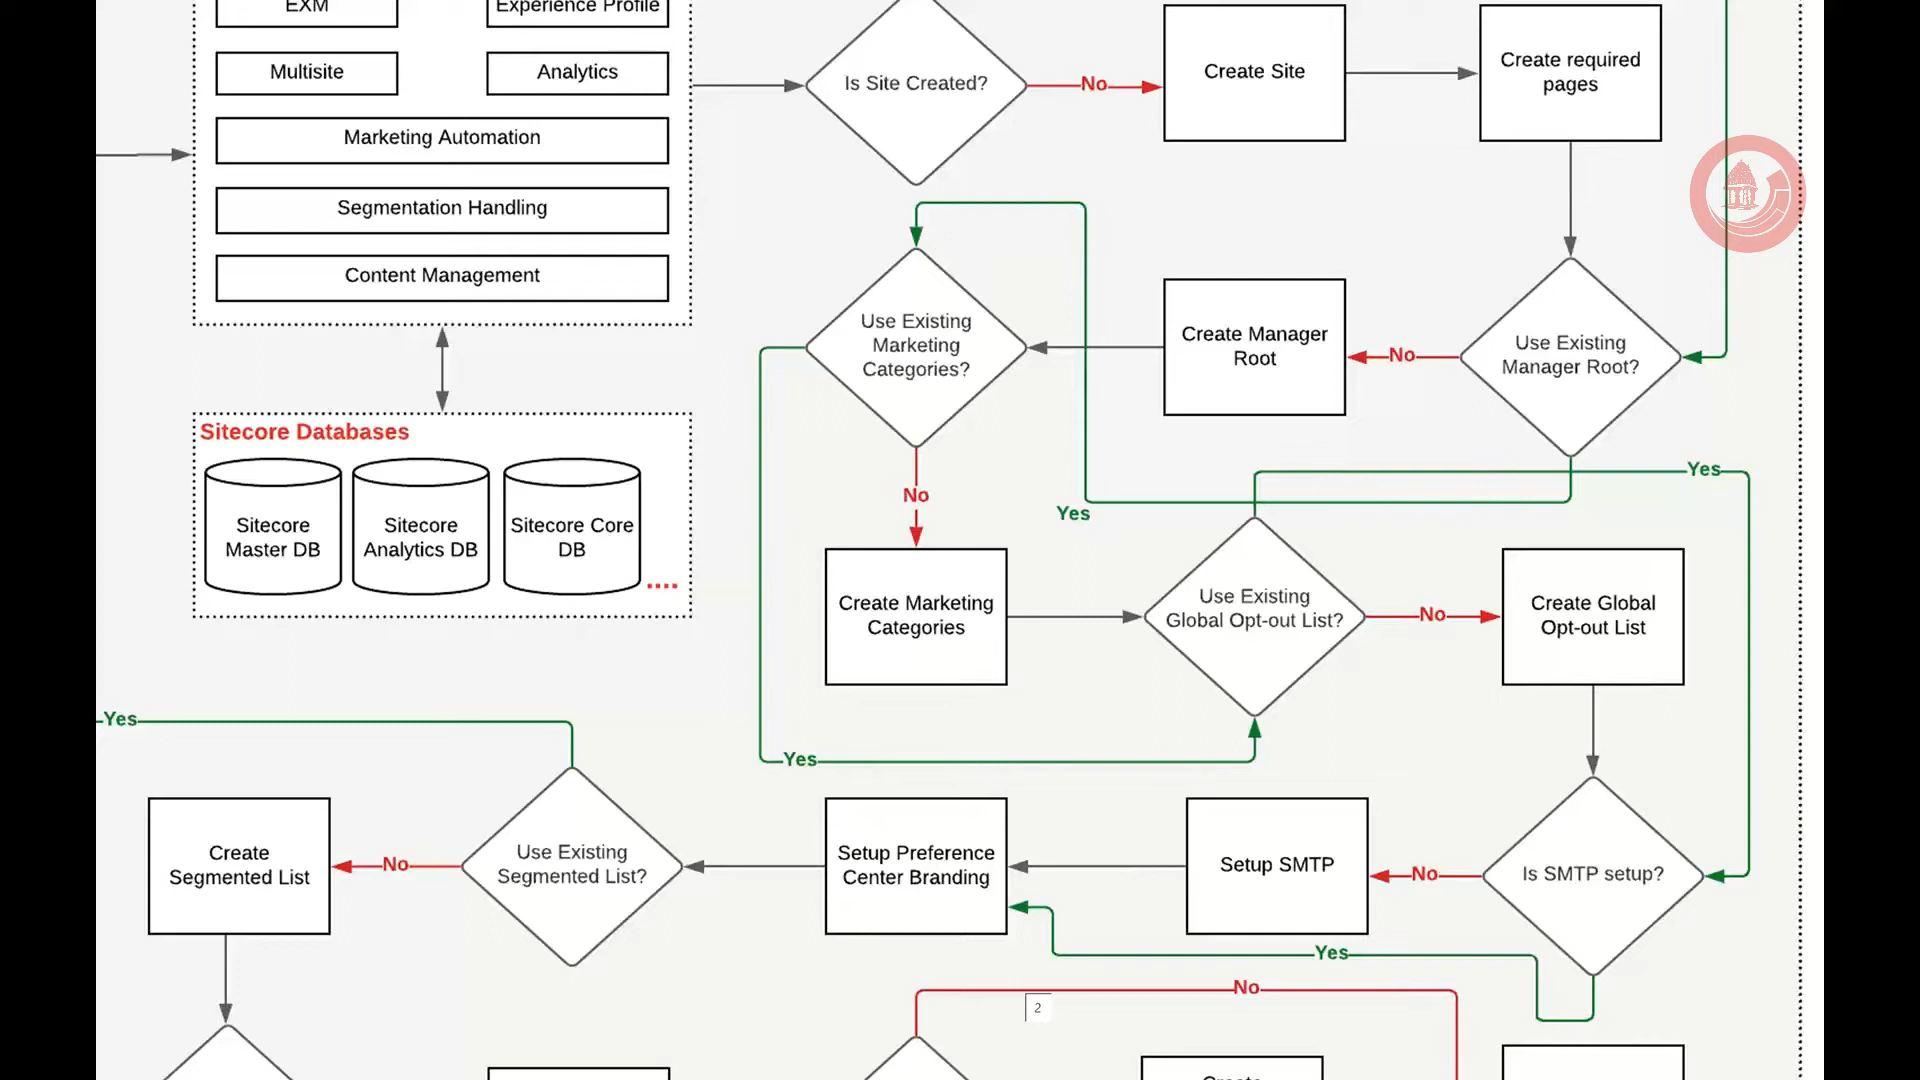 EXM
Experience Profile
Multisite
Analytics
Marketing Automation
Segmentation Handling
Content Management
Is Site Created?
No
Create Site
Create required
pages
Use Existing
Marketing
Categories?
Create Manager
Root
No
Use Existing
Manager Root?
Sitecore Databases
Sitecore
Master DB
Sitecore
Analytics DB
Sitecore Core
DB
....
No
Yes
Yes
Create Marketing
Categories
Use Existing
Global Opt-out List?
No
Create Global
Opt-out List
Yes
Yes
Create
Segmented List
No
Use Existing
Segmented List?
Setup Preference
Center Branding
Setup SMTP
No
Is SMTP setup?
Yes
No
2
Create